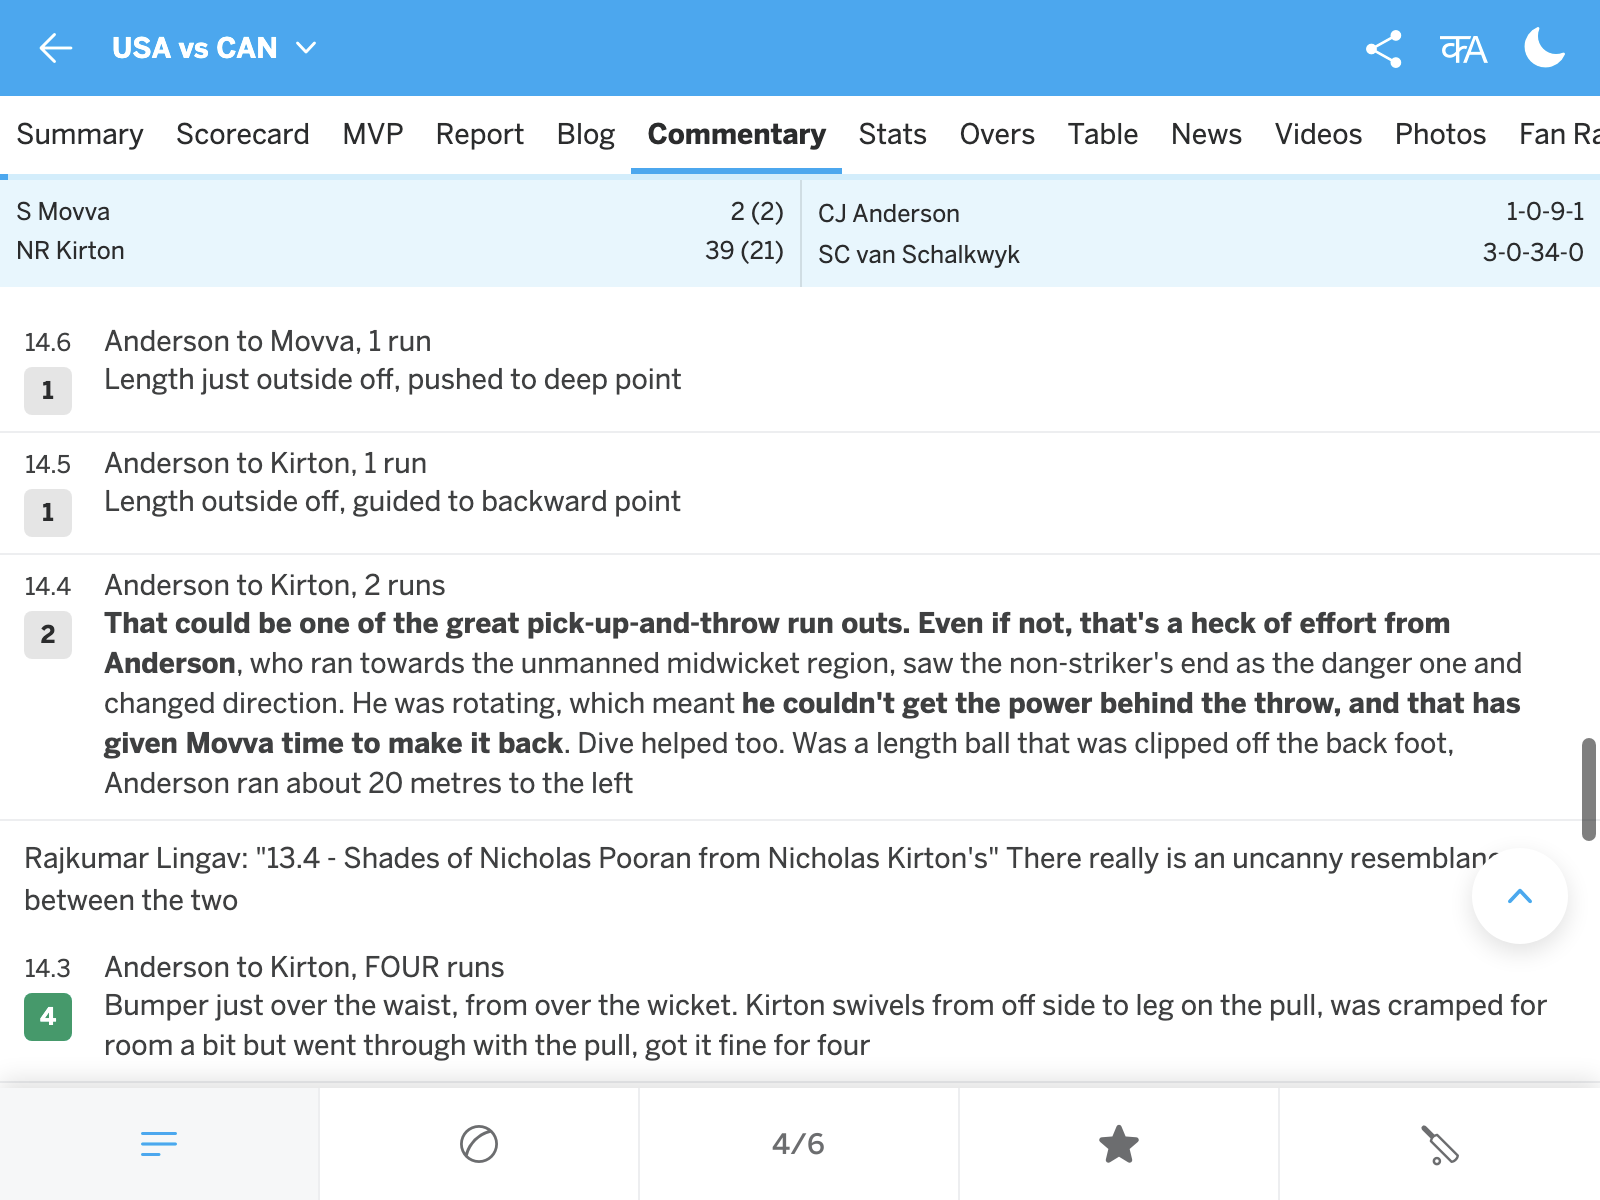 USA vs CAN
क A
Summary Scorecard MVP Report Blog Commentary Stats Overs Table News Videos Photos Fan Ra
S Movva 2 (2) CJ Anderson 1-0-9-1
NR Kirton 39 (21) SC van Schalkwyk 3-0-34-0
14.6 Anderson to Movva, 1 run
1 Length just outside off, pushed to deep point
14.5 Anderson to Kirton, 1 run
1 Length outside off, guided to backward point
14.4 Anderson to Kirton, 2 runs
2 That could be one of the great pick-up-and-throw run outs. Even if not, that's a heck of effort from
Anderson, who ran towards the unmanned midwicket region, saw the non-striker's end as the danger one and
changed direction. He was rotating, which meant he couldn't get the power behind the throw, and that has
given Movva time to make it back. Dive helped too. Was a length ball that was clipped off the back foot,
Anderson ran about 20 metres to the left
Rajkumar Lingav: "13.4 - Shades of Nicholas Pooran from Nicholas Kirton's" There really is an uncanny resemblanc
between the two
14.3 Anderson to Kirton, FOUR runs
4 Bumper just over the waist, from over the wicket. Kirton swivels from off side to leg on the pull, was cramped for
room a bit but went through with the pull, got it fine for four
4/6